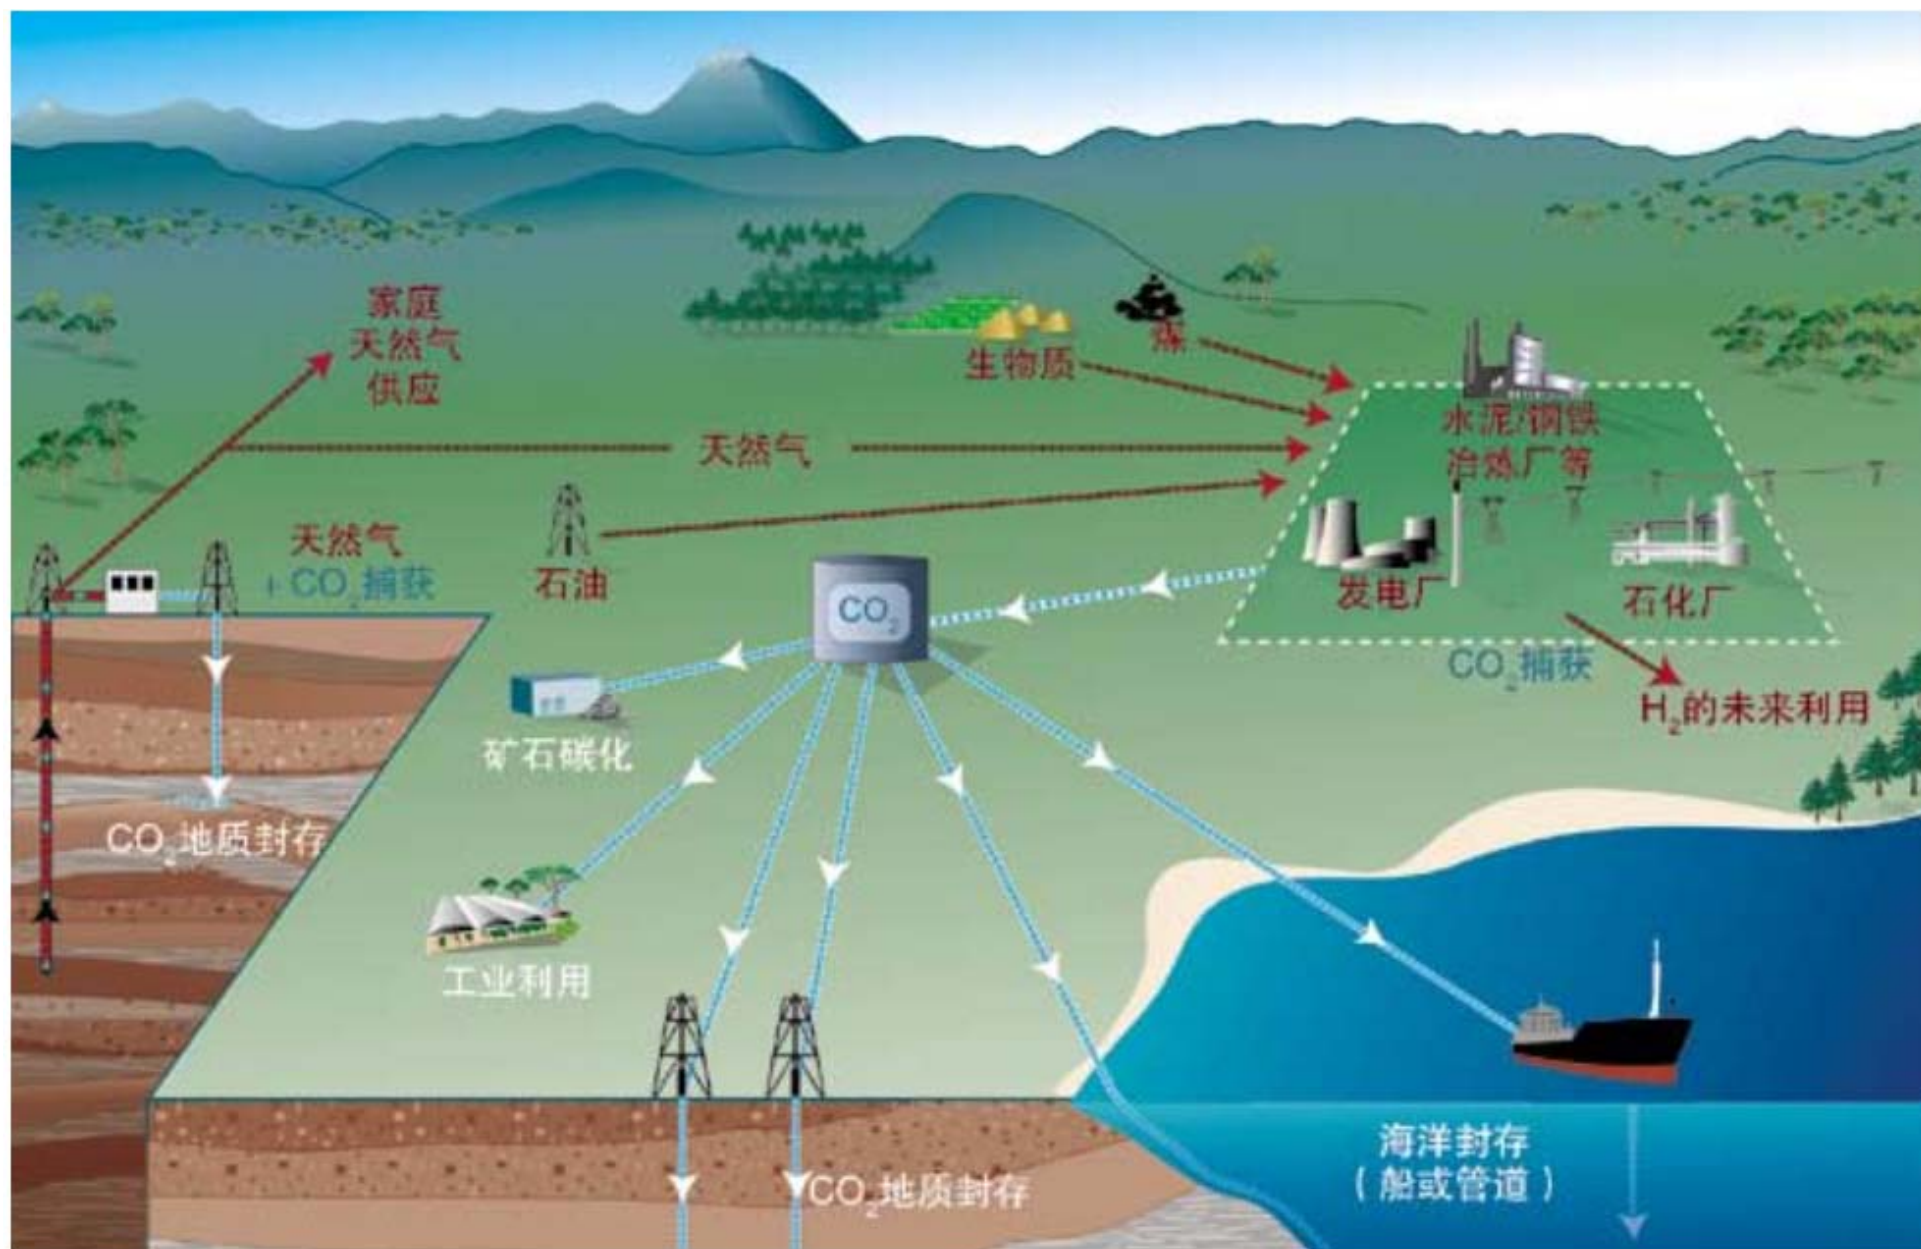 家庭
天然气
供应
生物质
煤
水泥/钢铁
冶炼厂等
天然气
天然气
+ CO₂捕获
石油
CO₂
发电厂
石化厂
CO₂捕获
H₂的未来利用
矿石碳化
CO₂地质封存
工业利用
海洋封存
（船或管道）
CO₂地质封存